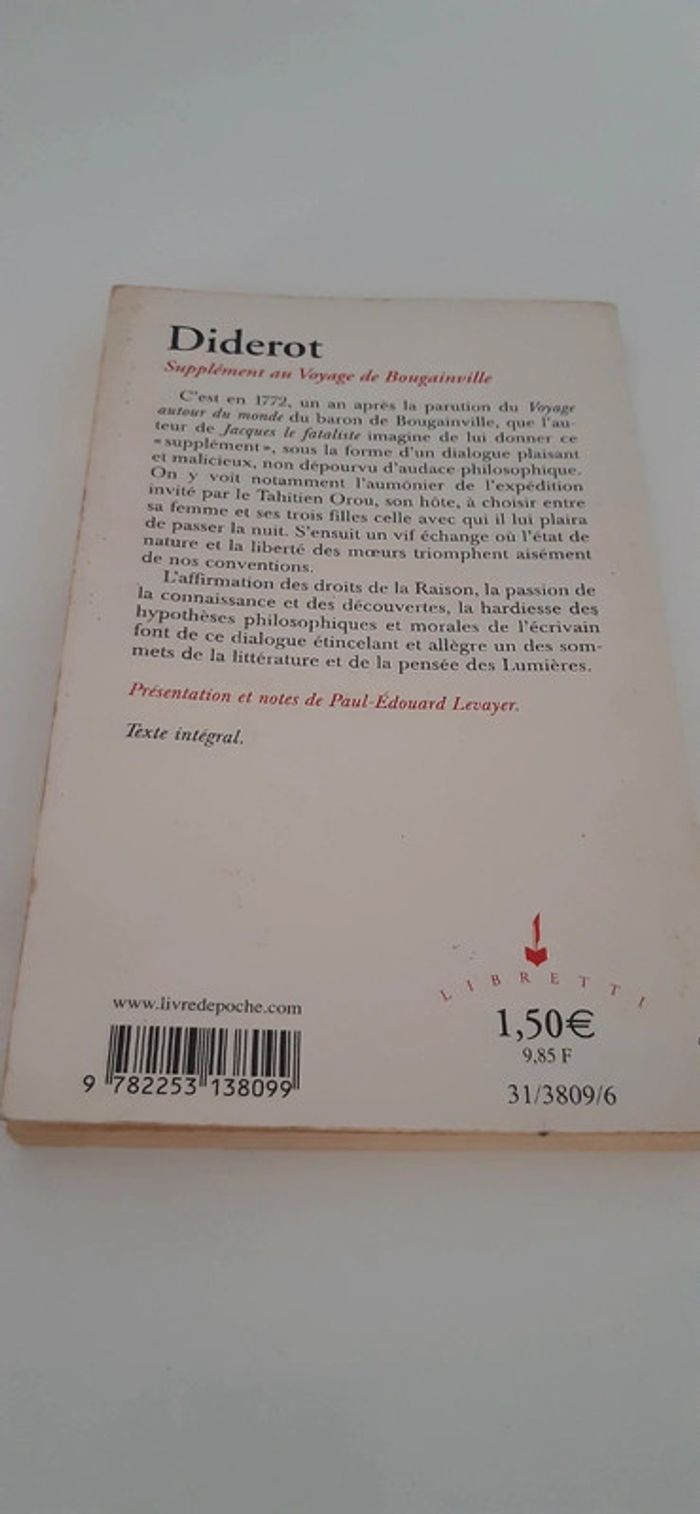 Diderot
Supplément au Voyage de Bougainville
C'est en 1772, un an après la parution du Voyage
autour du monde du baron de Bougainville, que l'au-
teur de Jacques le fataliste imagine de lui donner ce
« supplément », sous la forme d'un dialogue plaisant
et malicieux, non dépourvu d'audace philosophique.
On y voit notamment l'aumônier de l'expédition
invité par le Tahitien Orou, son hôte, à choisir entre
sa femme et ses trois filles celle avec qui il lui plaira
de passer la nuit. S'ensuit un vif échange où l'état de
nature et la liberté des mœurs triomphent aisément
de nos conventions.
L'affirmation des droits de la Raison, la passion de
la connaissance et des découvertes, la hardiesse des
hypothèses philosophiques et morales de l'écrivain
font de ce dialogue étincelant et allègre un des som-
mets de la littérature et de la pensée des Lumières.
Présentation et notes de Paul-Édouard Levayer.
Texte intégral.
LIBRETTI
www.livredepoche.com
1,50€
9,85 F
9 782253 138099
31/3809/6